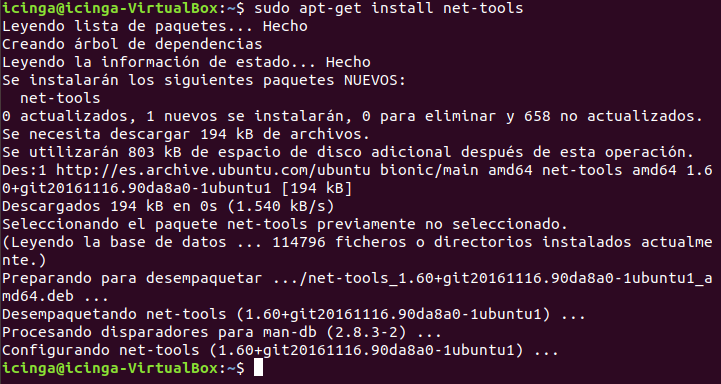 icinga@icinga-VirtualBox:~$ sudo apt-get install net-tools
Leyendo lista de paquetes... Hecho
Creando árbol de dependencias
Leyendo la información de estado... Hecho
Se instalarán los siguientes paquetes NUEVOS:
  net-tools
0 actualizados, 1 nuevos se instalarán, 0 para eliminar y 658 no actualizados.
Se necesita descargar 194 kB de archivos.
Se utilizarán 803 kB de espacio de disco adicional después de esta operación.
Des:1 http://es.archive.ubuntu.com/ubuntu bionic/main amd64 net-tools amd64 1.6
0+git20161116.90da8a0-1ubuntu1 [194 kB]
Descargados 194 kB en 0s (1.540 kB/s)
Seleccionando el paquete net-tools previamente no seleccionado.
(Leyendo la base de datos ... 114796 ficheros o directorios instalados actualme
nte.)
Preparando para desempaquetar .../net-tools_1.60+git20161116.90da8a0-1ubuntu1_a
md64.deb ...
Desempaquetando net-tools (1.60+git20161116.90da8a0-1ubuntu1) ...
Procesando disparadores para man-db (2.8.3-2) ...
Configurando net-tools (1.60+git20161116.90da8a0-1ubuntu1) ...
icinga@icinga-VirtualBox:~$